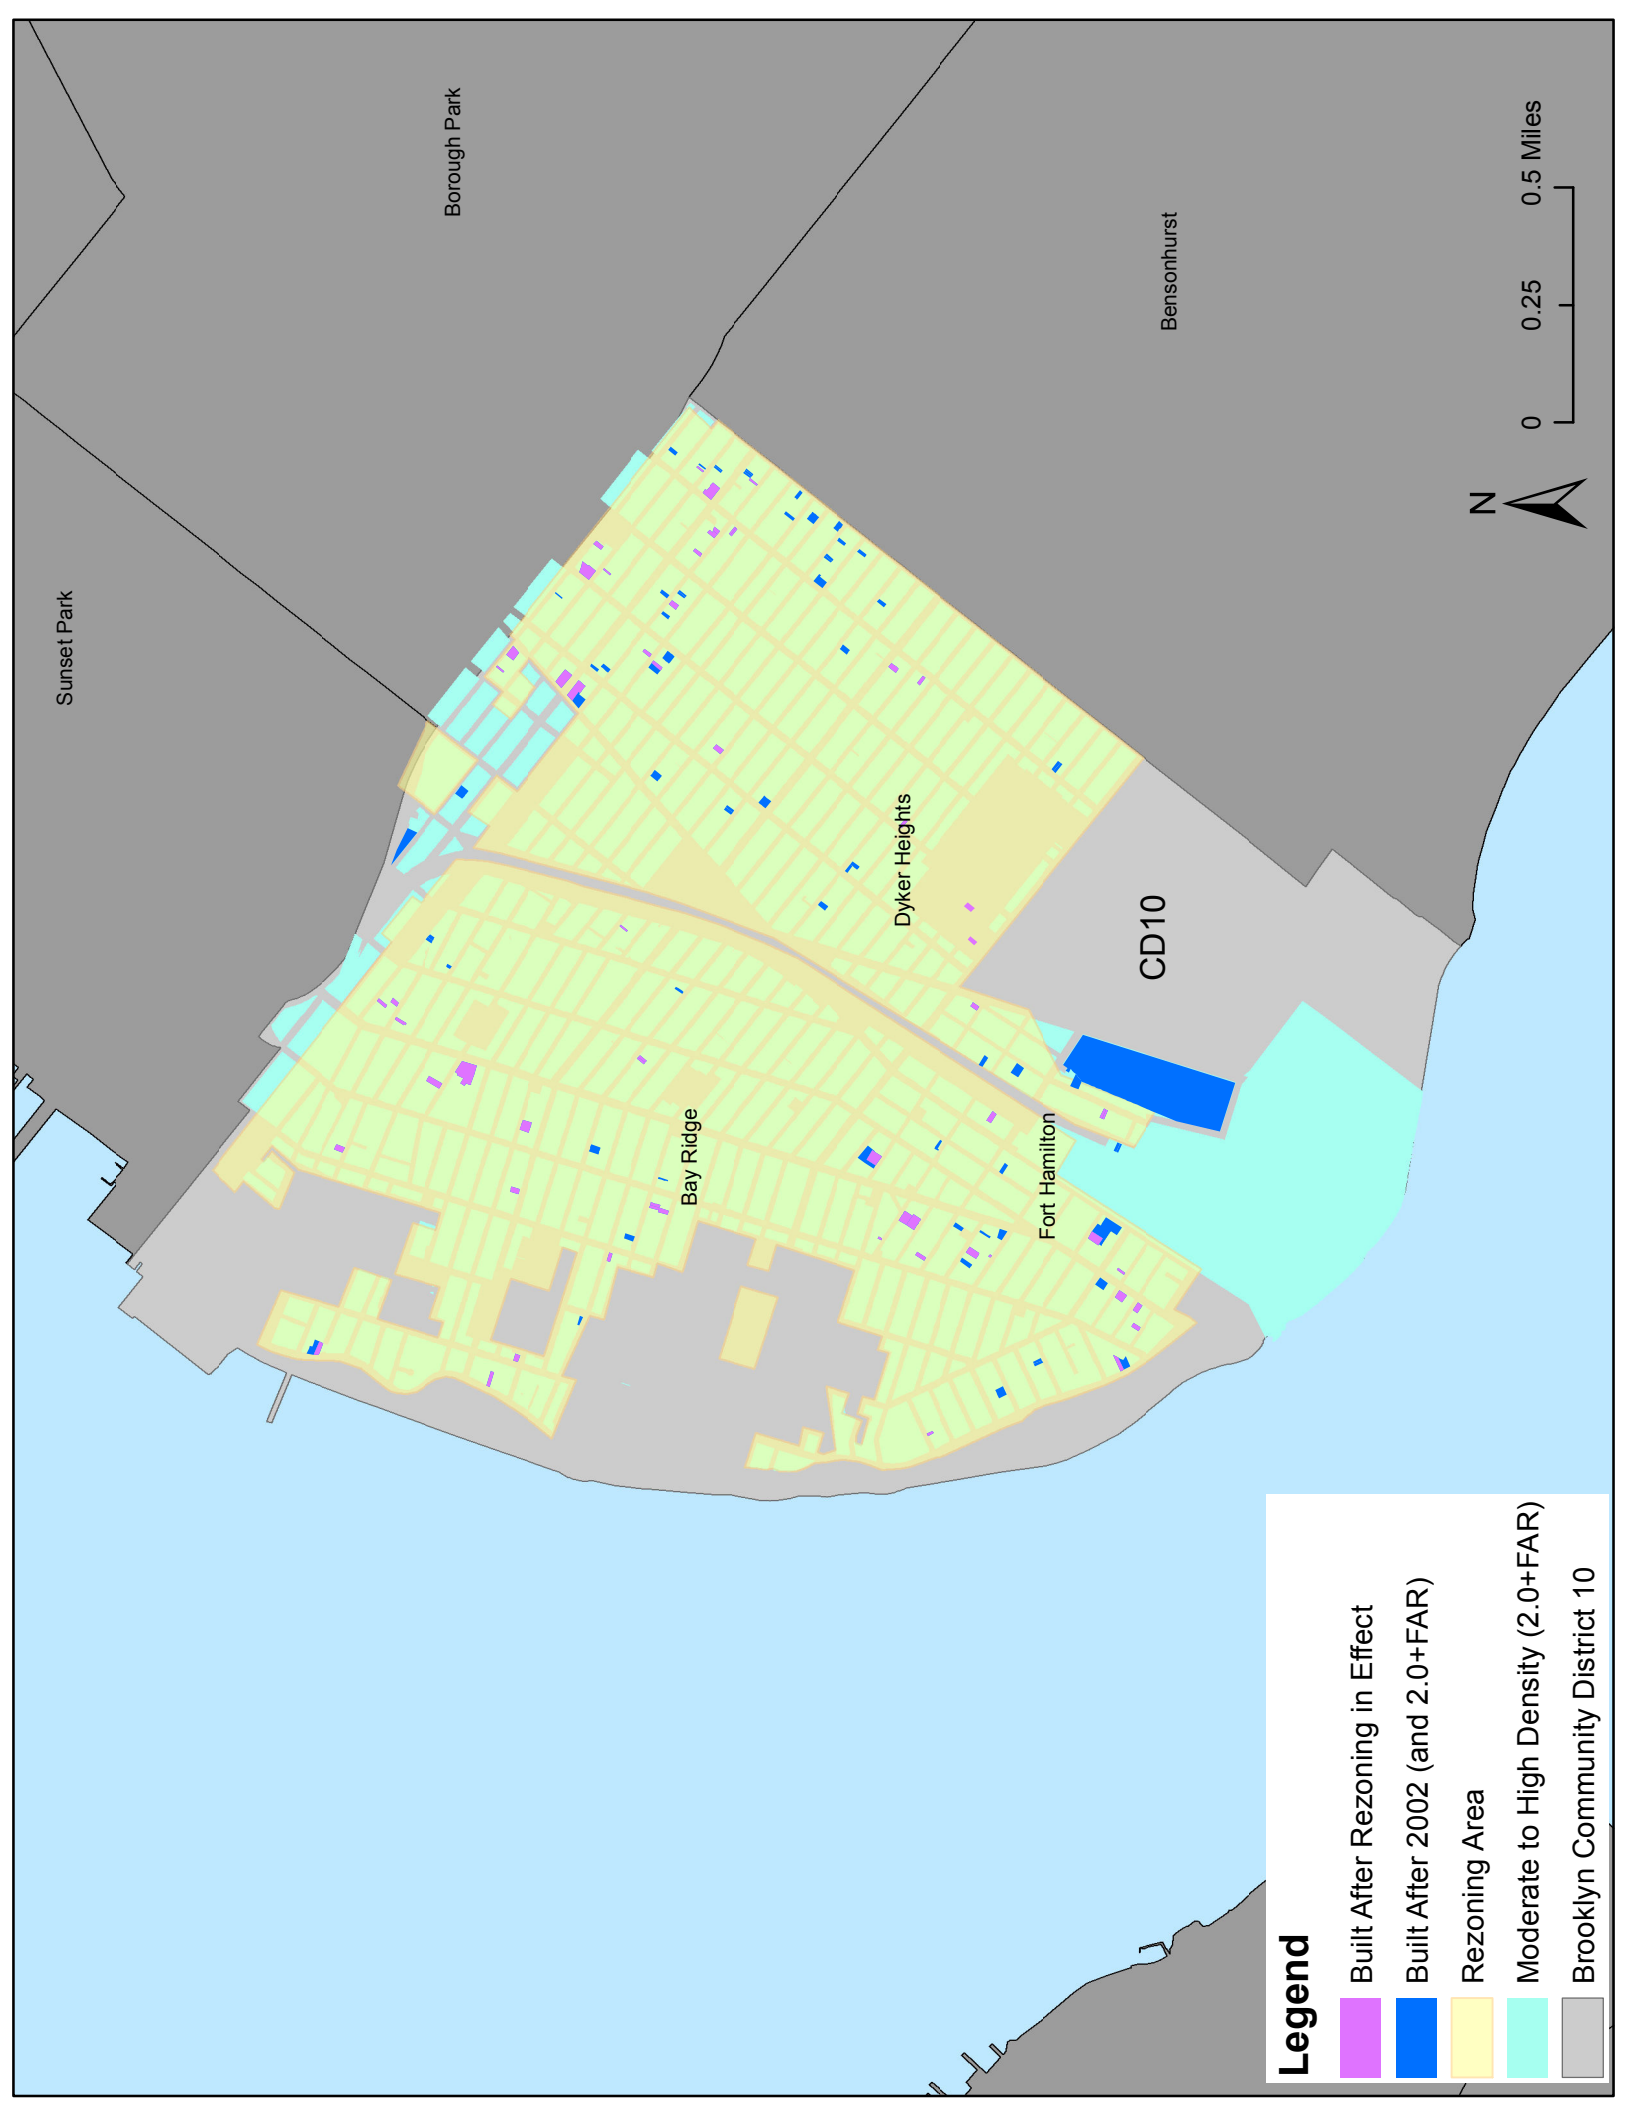 Sunset Park
Borough Park
Bay Ridge
Dyker Heights
Fort Hamilton
CD10
Bensonhurst
Legend
Built After Rezoning in Effect
Built After 2002 (and 2.0+FAR)
Rezoning Area
Moderate to High Density (2.0+FAR)
Brooklyn Community District 10
N
0 0.25 0.5 Miles